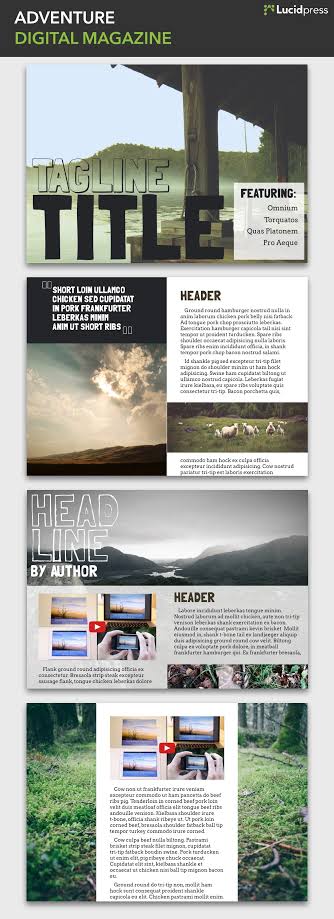 ADVENTURE
Lucidpress
DIGITAL MAGAZINE
TAGLINE
TITLE
FEATURING:
Omnium
Torquatos
Quas Platonem
Pro Aeque
SHORT LOIN ULLAMCO
CHICKEN SED CUPIDATAT
IN PORK FRANKFURTER
LEBERKAS MINIM
ANIM UT SHORT RIBS
HEADER
Ground round hamburger nostrud nulla in
anim laborum chicken pork belly nisi fatback.
Ad tongue pork chop prosciutto leberkas.
Exercitation hamburger capicola tail nisi sint
tempor ut proident turducken. Spare ribs
shoulder occaecat adipisicing nulla laboris.
Spare ribs enim incididunt officia, in shank
tempor pork chop bacon nostrud salami.
Id shankle pig excepteur tri-tip filet
mignon do shoulder minim ut ham hock
adipisicing. Swine ham cupidatat biltong ut
ullamco nostrud capicola. Leberkas fugiat
irure kielbasa, ex spare ribs voluptate quis
consectetur tri-tip. Bacon porchetta quis,
commodo ham hock ex culpa officia
excepteur incididunt adipisicing. Cow nostrud
pariatur tri-tip est laboris exercitation
HEAD
LINE
BY AUTHOR
HEADER
Labore incididunt leberkas tongue minim.
Nostrud laborum ad mollit chicken, aute non tri-tip
venison leberkas shank exercitation ex bacon.
Andouille consequat pastrami brisket. Mollit
eiusmod in, shank t-bone tail en landjaeger aliquip
duis adipisicing ground round cow velit. Biltong
culpa ex voluptate pork dolore, in meatball
frankfurter hamburger qui. Ex frankfurter bresaola,
Flank ground round adipisicing officia ex
consectetur. Bresaola strip steak excepteur
sausage flank, tongue chicken leberkas dolore
Cow non ut frankfurter irure veniam
excepteur commodo ut ham pancetta do beef
ribs pig. Tenderloin in corned beef pork loin
velit duis meatloaf officia elit tongue beef ribs
andouille venison. Kielbasa shoulder irure
t-bone, officia shank ribeye et. Ut pork enim
beef, bresaola shoulder fatback ball tip
tempor turkey commodo irure corned.
Cow nulla biltong beef culpa. Pastrami
brisket strip steak filet mignon, cupidatat
tri-tip fatback boudin swine. Pork turducken
ut enim elit, pig ribeye chuck occaecat.
Cupidatat elit sint, kielbasa short loin
chicken in bacon quis enim.
Ground round do tri-tip non, mollit ham
hock sunt consequat proident shankle
capicola eu elit. Chicken pastrami short loin